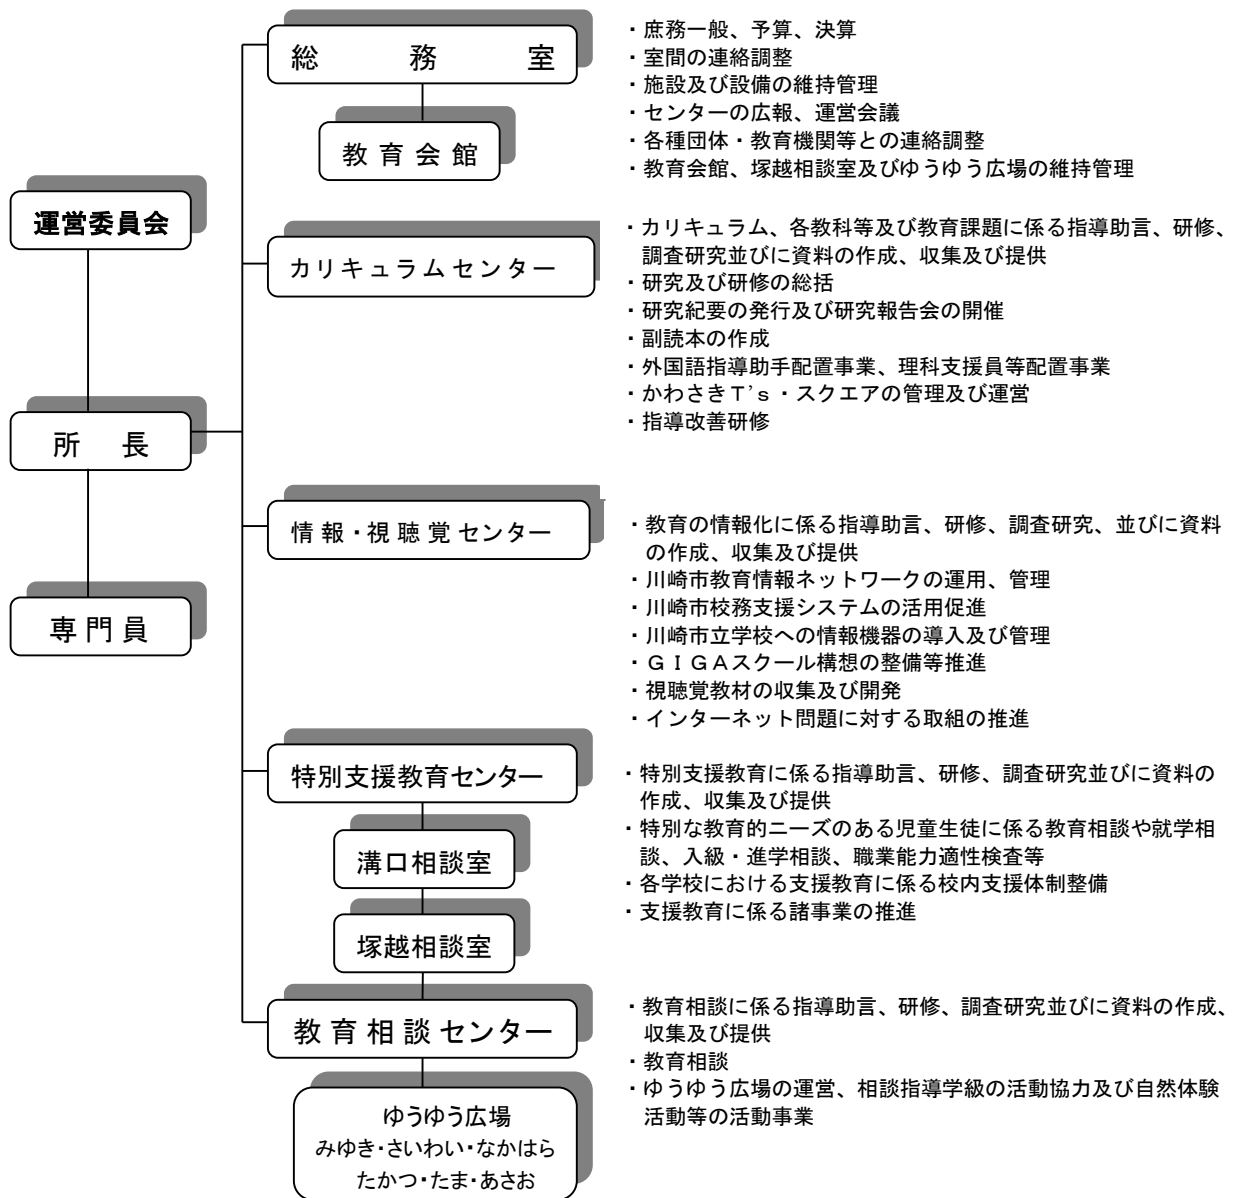 総務室
・庶務一般、予算、決算
・室間の連絡調整
・施設及び設備の維持管理
・センターの広報、運営会議
・各種団体・教育機関等との連絡調整
・教育会館、塚越相談室及びゆうゆう広場の維持管理
教育会館
運営委員会
カリキュラムセンター
・カリキュラム、各教科等及び教育課題に係る指導助言、研修、
調査研究並びに資料の作成、収集及び提供
・研究及び研修の総括
・研究紀要の発行及び研究報告会の開催
・副読本の作成
・外国語指導助手配置事業、理科支援員等配置事業
・かわさきT's・スクエアの管理及び運営
・指導改善研修
所長
情報・視聴覚センター
・教育の情報化に係る指導助言、研修、調査研究、並びに資料
の作成、収集及び提供
・川崎市教育情報ネットワークの運用、管理
・川崎市校務支援システムの活用促進
・川崎市立学校への情報機器の導入及び管理
・GIGAスクール構想の整備等推進
・視聴覚教材の収集及び開発
・インターネット問題に対する取組の推進
専門員
特別支援教育センター
・特別支援教育に係る指導助言、研修、調査研究並びに資料の
作成、収集及び提供
・特別な教育的ニーズのある児童生徒に係る教育相談や就学相
談、入級・進学相談、職業能力適性検査等
・各学校における支援教育に係る校内支援体制整備
・支援教育に係る諸事業の推進
溝口相談室
塚越相談室
教育相談センター
・教育相談に係る指導助言、研修、調査研究並びに資料の作成、
収集及び提供
・教育相談
・ゆうゆう広場の運営、相談指導学級の活動協力及び自然体験
活動等の活動事業
ゆうゆう広場
みゆき・さいわい・なかはら
たかつ・たま・あさお